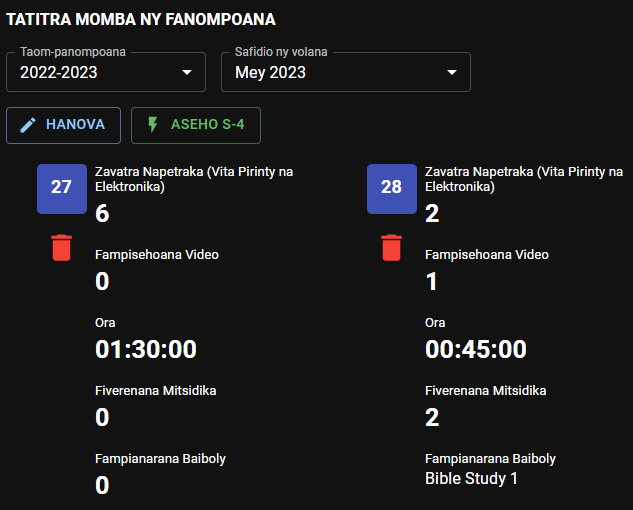 TATITRA MOMBA NY FANOMPOANA
Taom-panompoana
2022-2023
Safidio ny volana
Mey 2023
HANOVA
ASEHO S-4
27
Zavatra Napetraka (Vita Pirinty na
Elektronika)
6
Fampisehoana Video
0
Ora
01:30:00
Fiverenana Mitsidika
0
Fampianarana Baiboly
0
28
Zavatra Napetraka (Vita Pirinty na
Elektronika)
2
Fampisehoana Video
1
Ora
00:45:00
Fiverenana Mitsidika
2
Fampianarana Baiboly
Bible Study 1